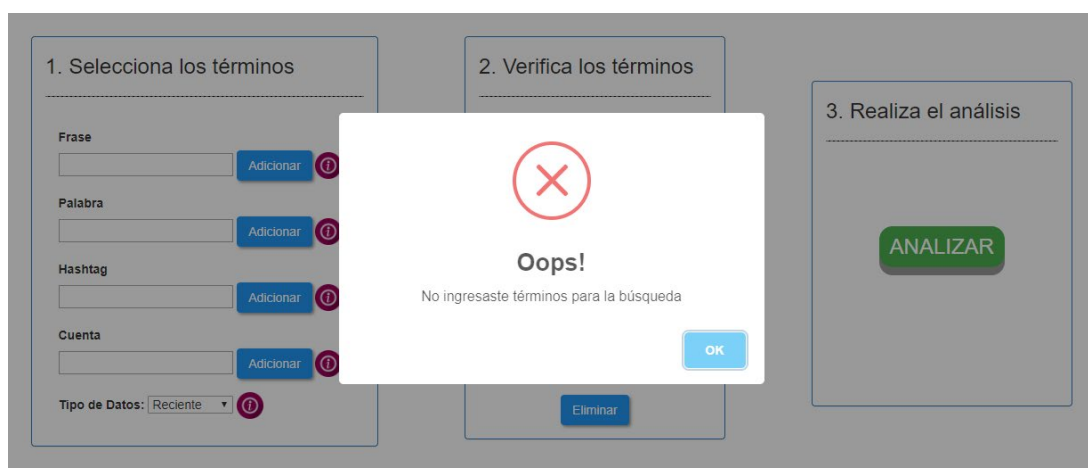 1. Selecciona los términos
Frase
Adicionar
Palabra
Adicionar
Hashtag
Adicionar
Cuenta
Adicionar
Tipo de Datos: Reciente
2. Verifica los términos
Eliminar
3. Realiza el análisis
ANALIZAR
Oops!
No ingresaste términos para la búsqueda
OK